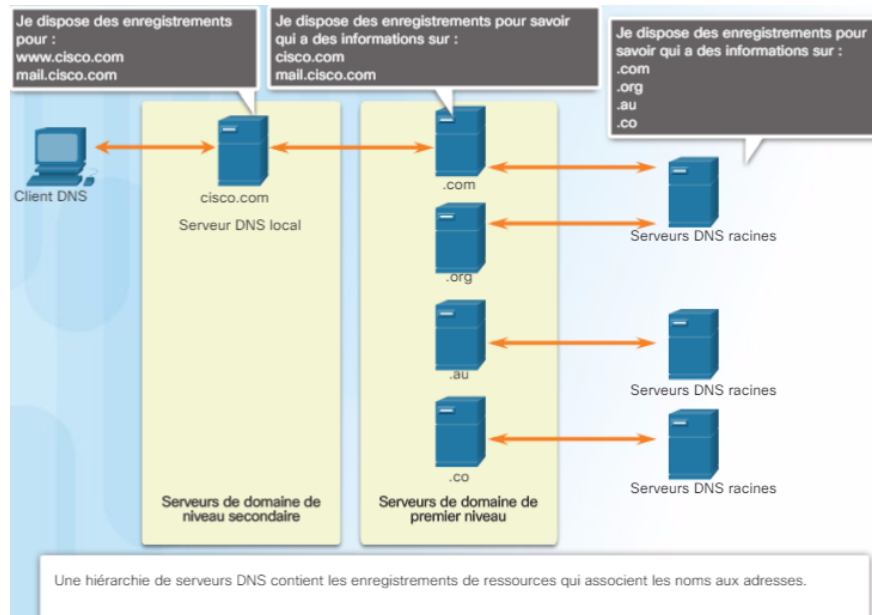 Je dispose des enregistrements
pour :
www.cisco.com
mail.cisco.com
Je dispose des enregistrements pour savoir
qui a des informations sur :
cisco.com
mail.cisco.com
Je dispose des enregistrements pour
savoir qui a des informations sur :
.com
.org
.au
.co
Client DNS
cisco.com
Serveur DNS local
.com
.org
.au
.co
Serveurs DNS racines
Serveurs DNS racines
Serveurs DNS racines
Serveurs de domaine de
niveau secondaire
Serveurs de domaine de
premier niveau
Une hiérarchie de serveurs DNS contient les enregistrements de ressources qui associent les noms aux adresses.